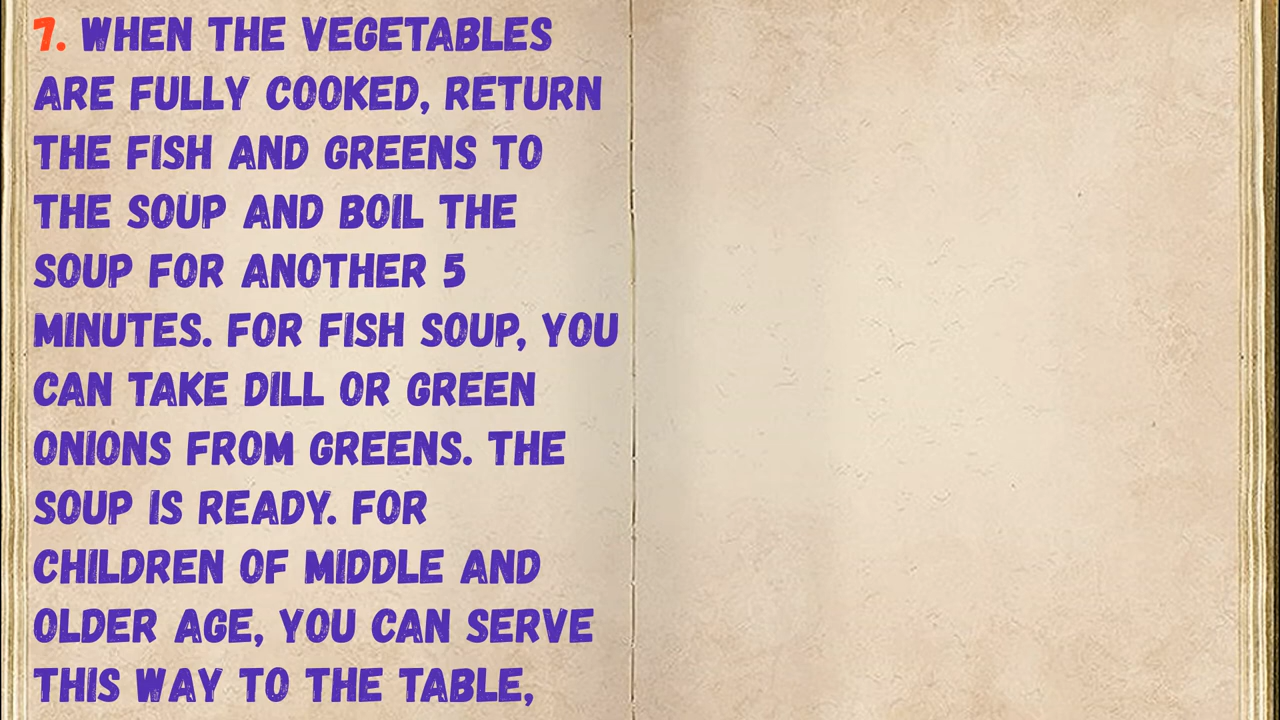 7. WHEN THE VEGETABLES
ARE FULLY COOKED, RETURN
THE FISH AND GREENS TO
THE SOUP AND BOIL THE
SOUP FOR ANOTHER 5
MINUTES. FOR FISH SOUP, YOU
CAN TAKE DILL OR GREEN
ONIONS FROM GREENS. THE
SOUP IS READY. FOR
CHILDREN OF MIDDLE AND
OLDER AGE, YOU CAN SERVE
THIS WAY TO THE TABLE,